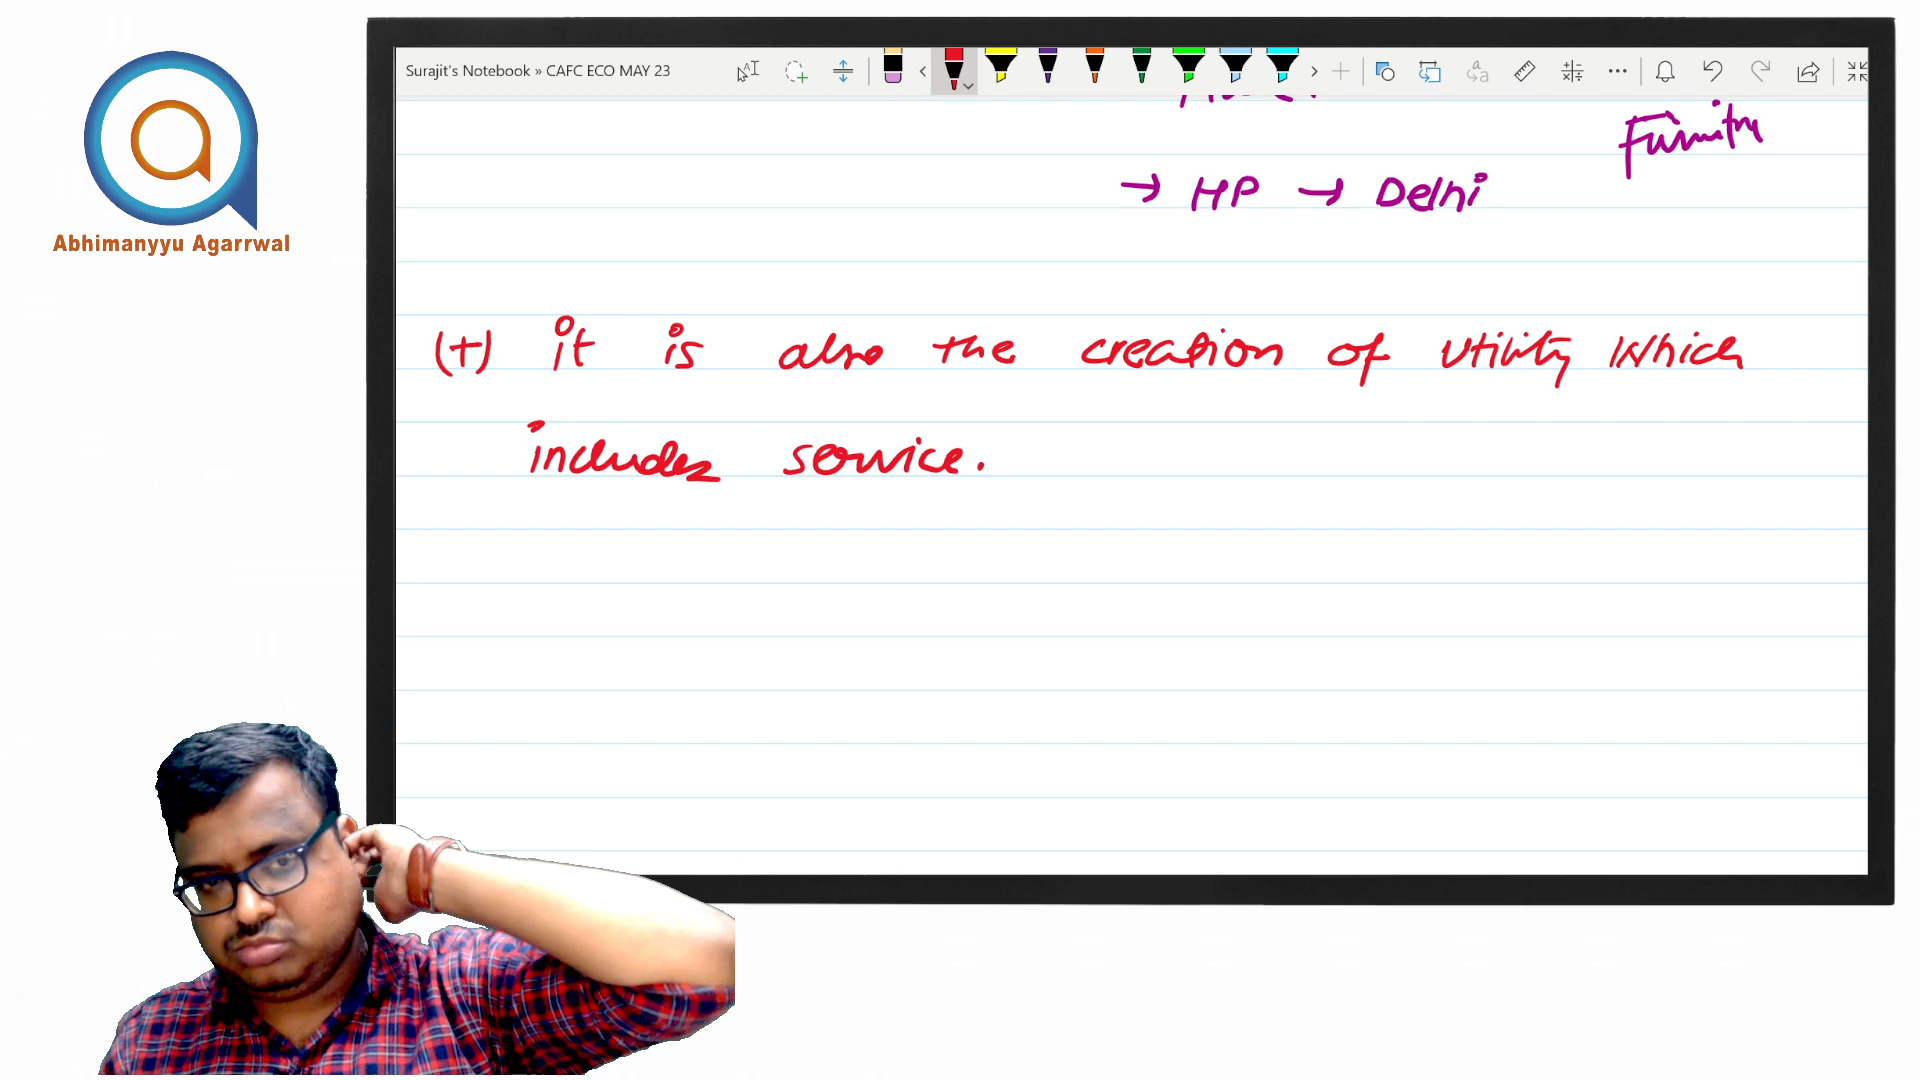 Surajit's Notebook » CAFC ECO MAY 23
Abhimanyyu Agarrwal
→ HP → Delhi
(+) it is also the creation of utility which
includes service.